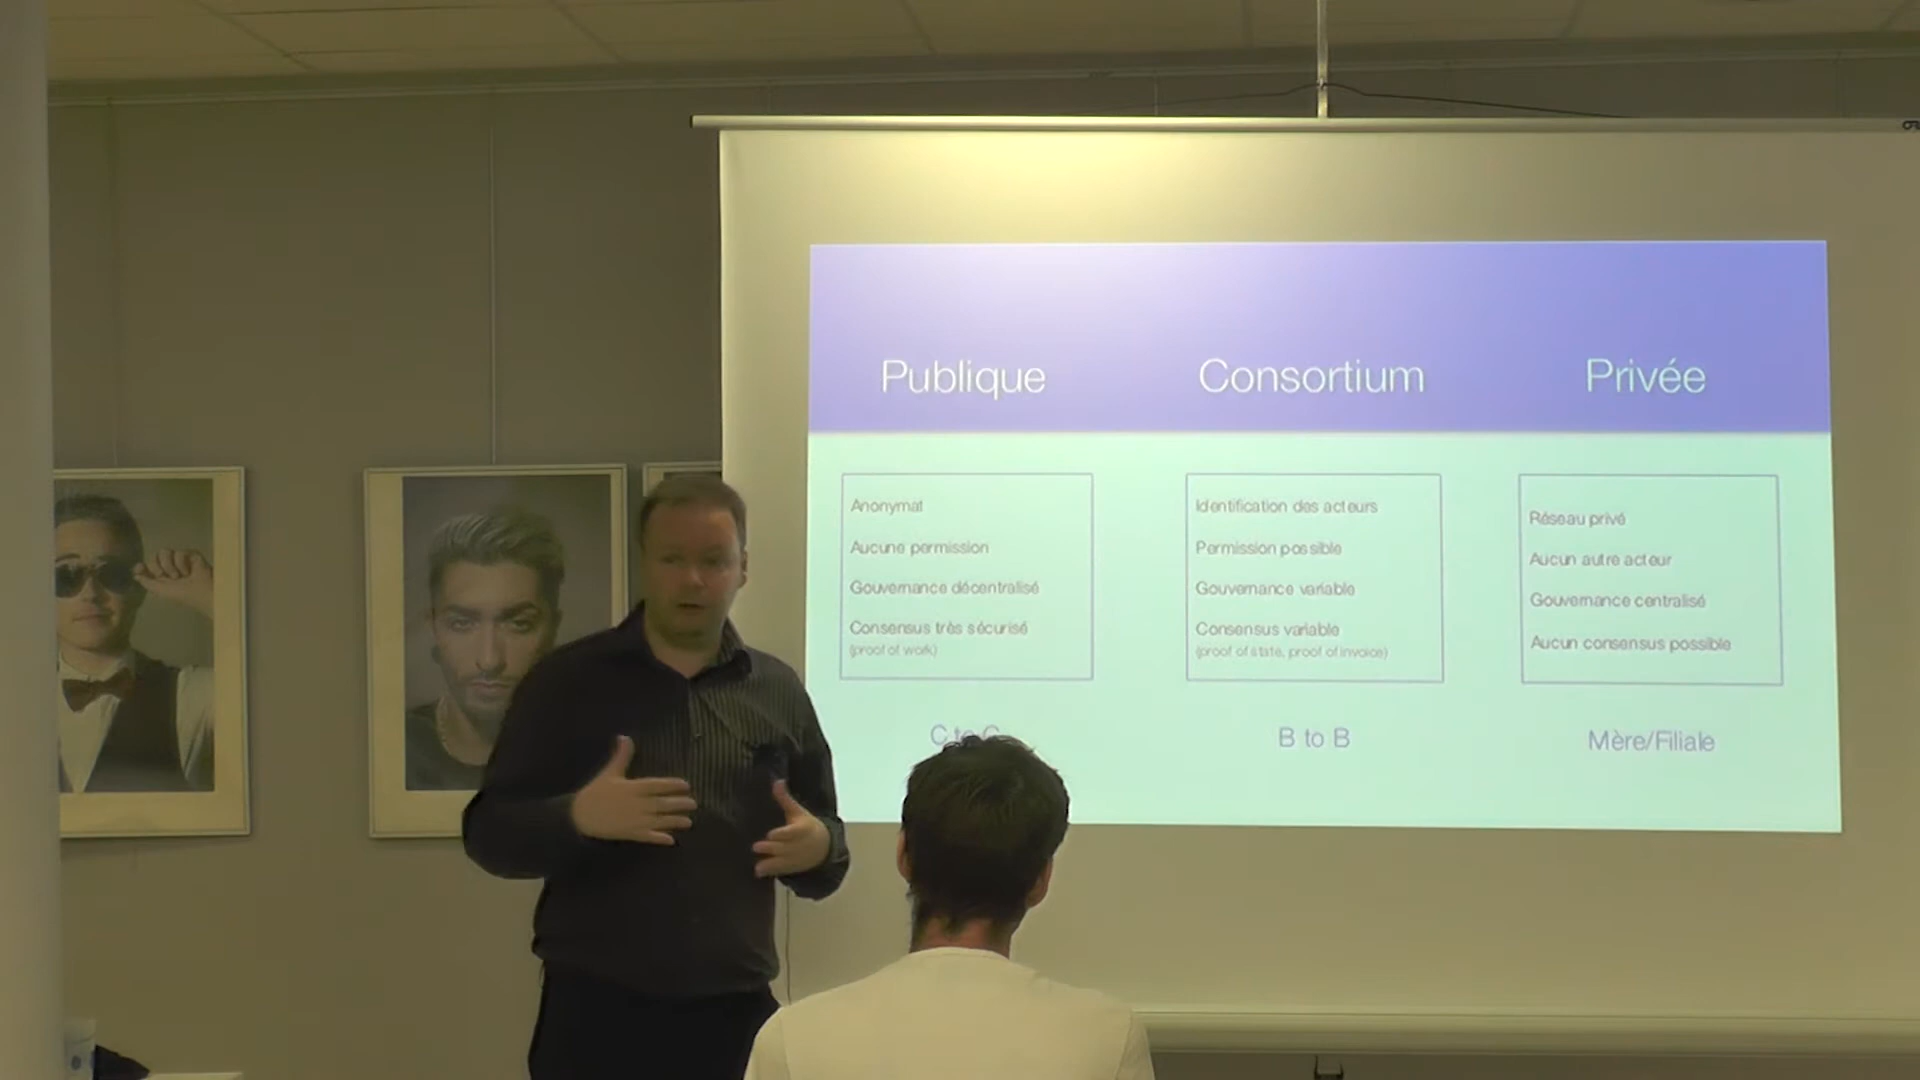 Publique
Consortium
Privée
Anonymat
Aucune permission
Gouvernance décentralisé
Consensus très sécurisé
(proof of work)
C to C
Identification des acteurs
Permission possible
Gouvernance variable
Consensus variable
(proof of state, proof of invoice)
B to B
Réseau privé
Aucun autre acteur
Gouvernance centralisé
Aucun consensus possible
Mère/Filiale